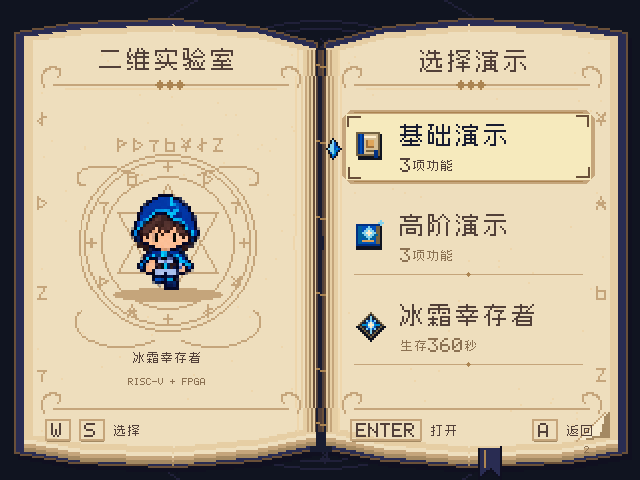 二维实验室
冰霜幸存者
RISC-V + FPGA
W S 选择
选择演示
基础演示
3项功能
高阶演示
3项功能
冰霜幸存者
生存360秒
ENTER 打开
A 返回
2